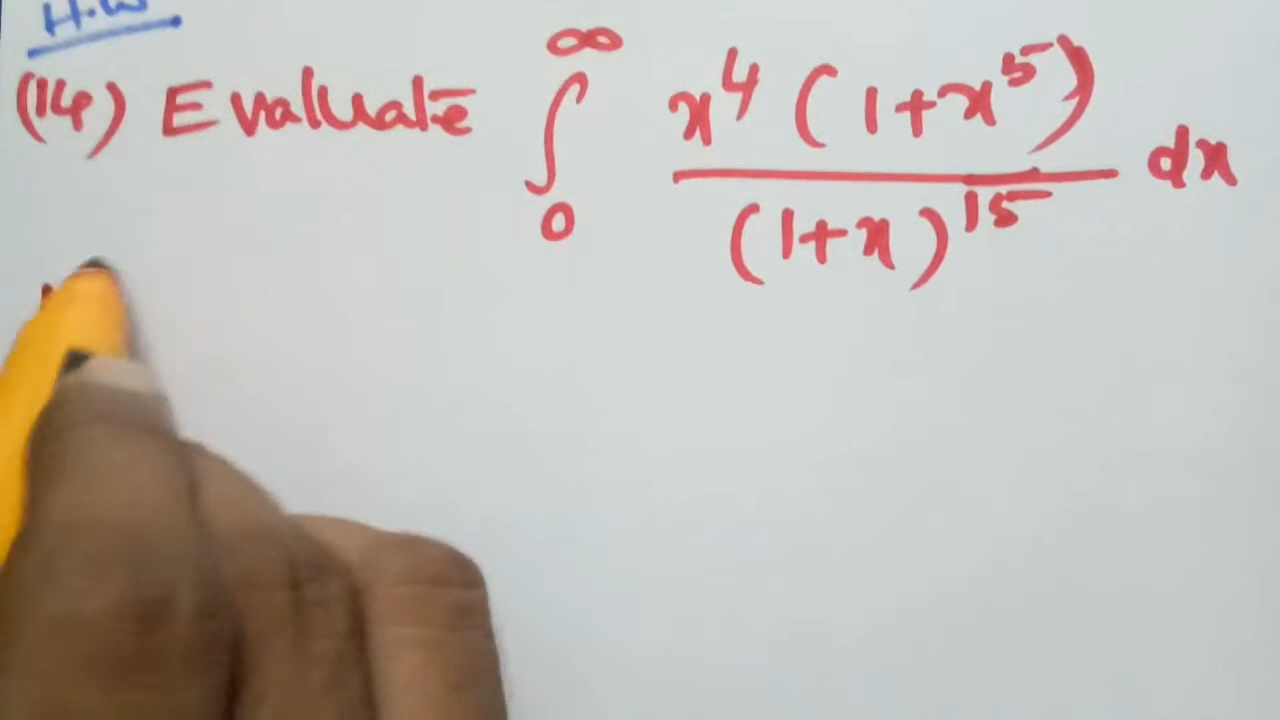 H.W
(14) Evaluate ∫₀^∞ x⁴(1+x⁵)/(1+x)¹⁵ dx